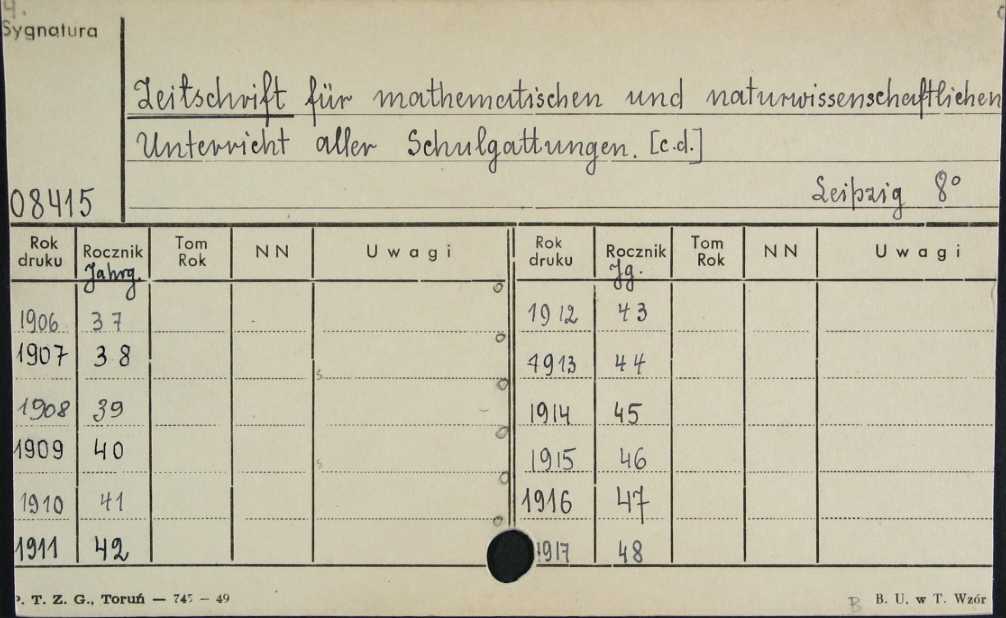 4.
Sygnatura
Zeitschrift für mathematischen und naturwissenschaftlichen
Unterricht aller Schulgattungen. [c.d.]
08415
Leipzig 8°
Rok druku Rocznik Jahrg. Tom Rok NN Uwagi Rok druku Rocznik Jg. Tom Rok NN Uwagi
1906 37 1912 43
1907 38 1913 44
1908 39 1914 45
1909 40 1915 46
1910 41 1916 47
1911 42 1917 48
P. T. Z. G., Toruń — 745 — 49
B B. U. w T. Wzór